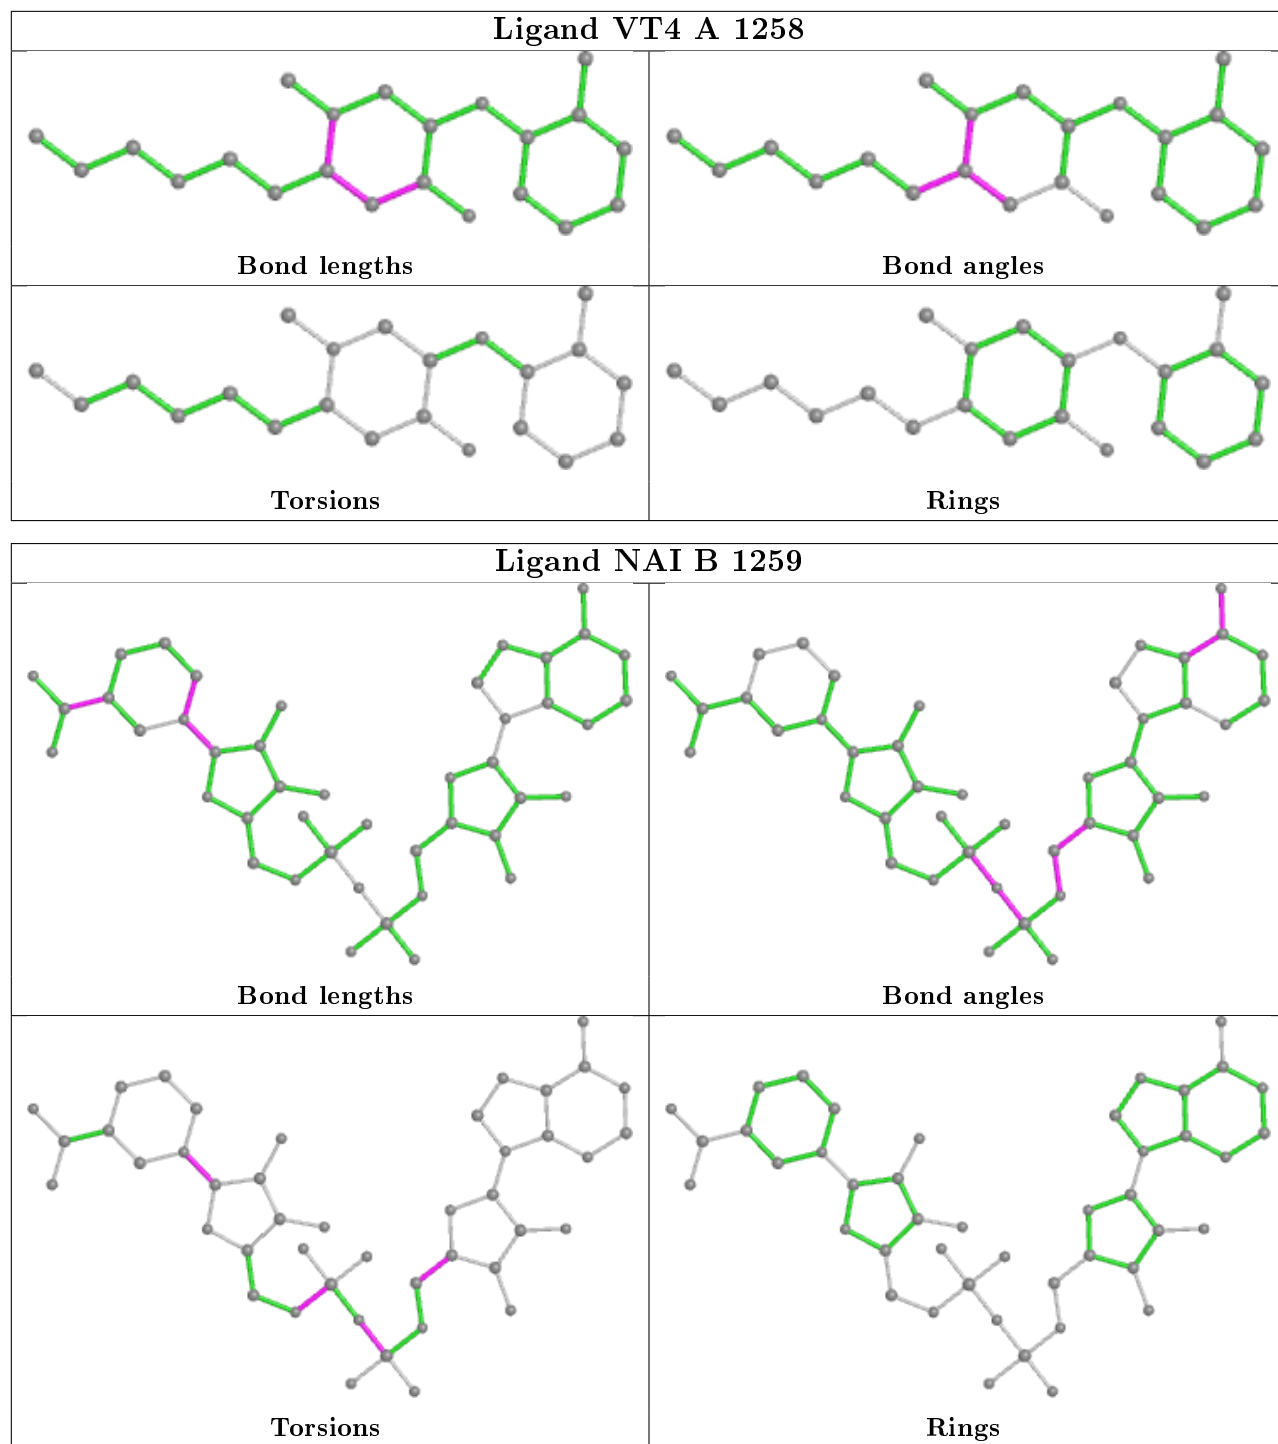 Ligand VT4 A 1258
Bond lengths
Bond angles
Torsions
Rings
Ligand NAI B 1259
Bond lengths
Bond angles
Torsions
Rings